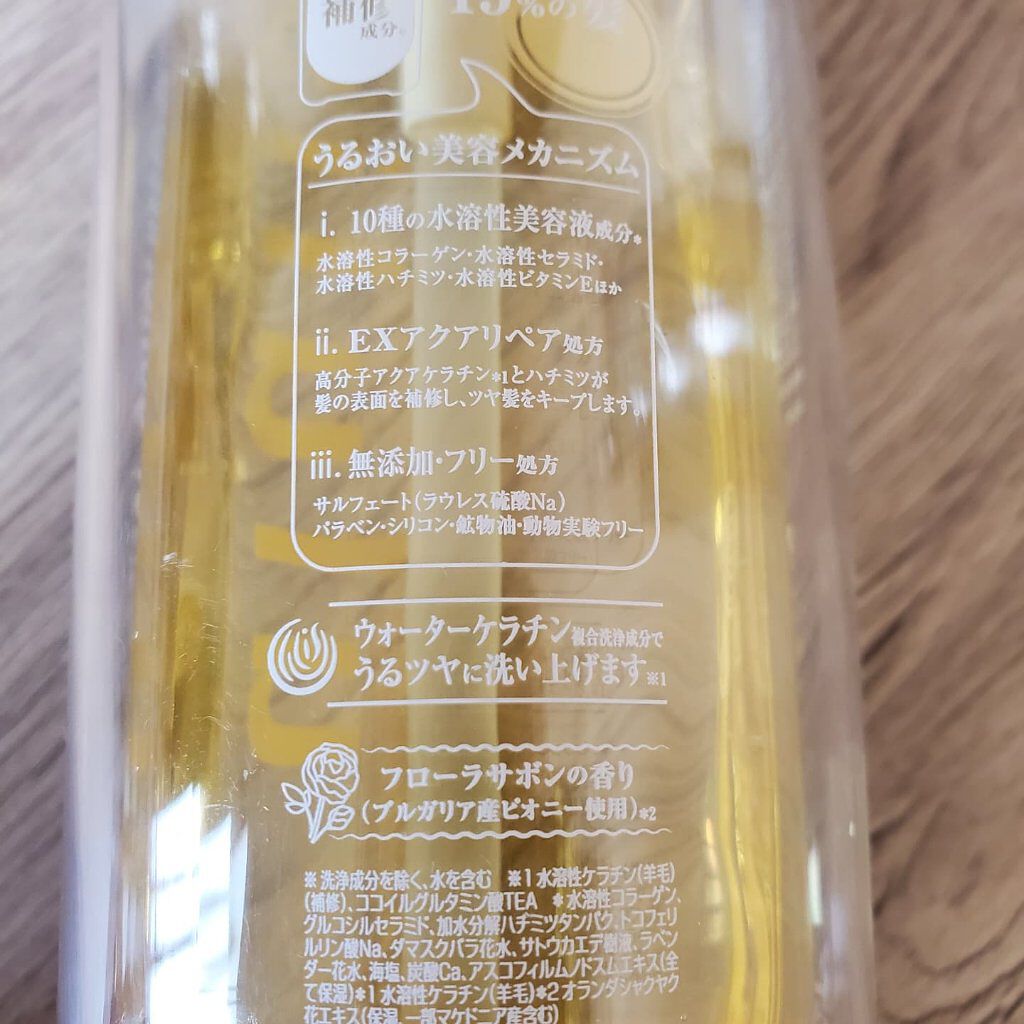 補修
成分。
15%の髪
うるおい美容メカニズム
i. 10種の水溶性美容液成分*
水溶性コラーゲン・水溶性セラミド・
水溶性ハチミツ・水溶性ビタミンEほか
ii. EXアクアリペア処方
高分子アクアケラチン*1とハチミツが
髪の表面を補修し、ツヤ髪をキープします。
iii. 無添加・フリー処方
サルフェート(ラウレス硫酸Na)
パラベン・シリコン・鉱物油・動物実験フリー
ウォーターケラチン複合洗浄成分で
うるツヤに洗い上げます※1
フローラサボンの香り
(ブルガリア産ピオニー使用)*2
※洗浄成分を除く、水を含む ※1水溶性ケラチン(羊毛)
(補修)、ココイルグルタミン酸TEA *水溶性コラーゲン、
グルコシルセラミド、加水分解ハチミツタンパク、トコフェリ
ルリン酸Na、ダマスクバラ花水、サトウカエデ樹液、ラベン
ダー花水、海塩、炭酸Ca、アスコフィルムノドスムエキス(全
て保湿)*1水溶性ケラチン(羊毛)*2オランダシャクヤク
花エキス(保湿、一部マケドニア産含む)